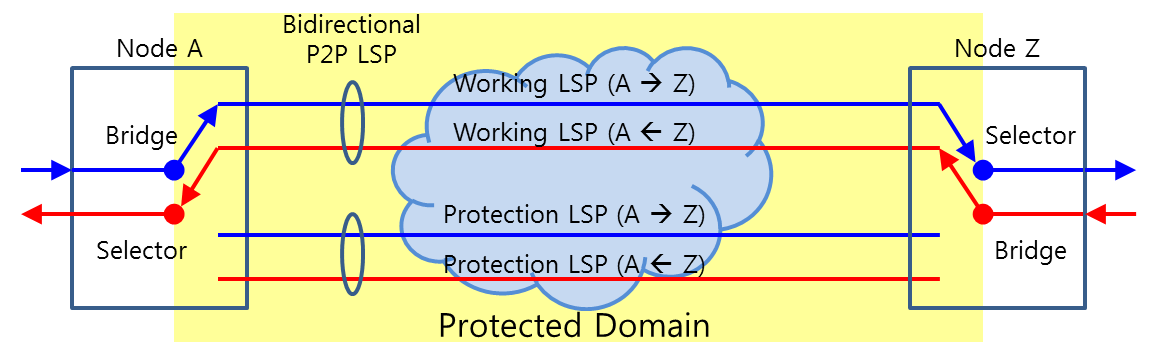 Bidirectional
P2P LSP
Node A
Node Z
Working LSP (A → Z)
Bridge
Working LSP (A ← Z)
Selector
Protection LSP (A → Z)
Selector
Bridge
Protection LSP (A ← Z)
Protected Domain